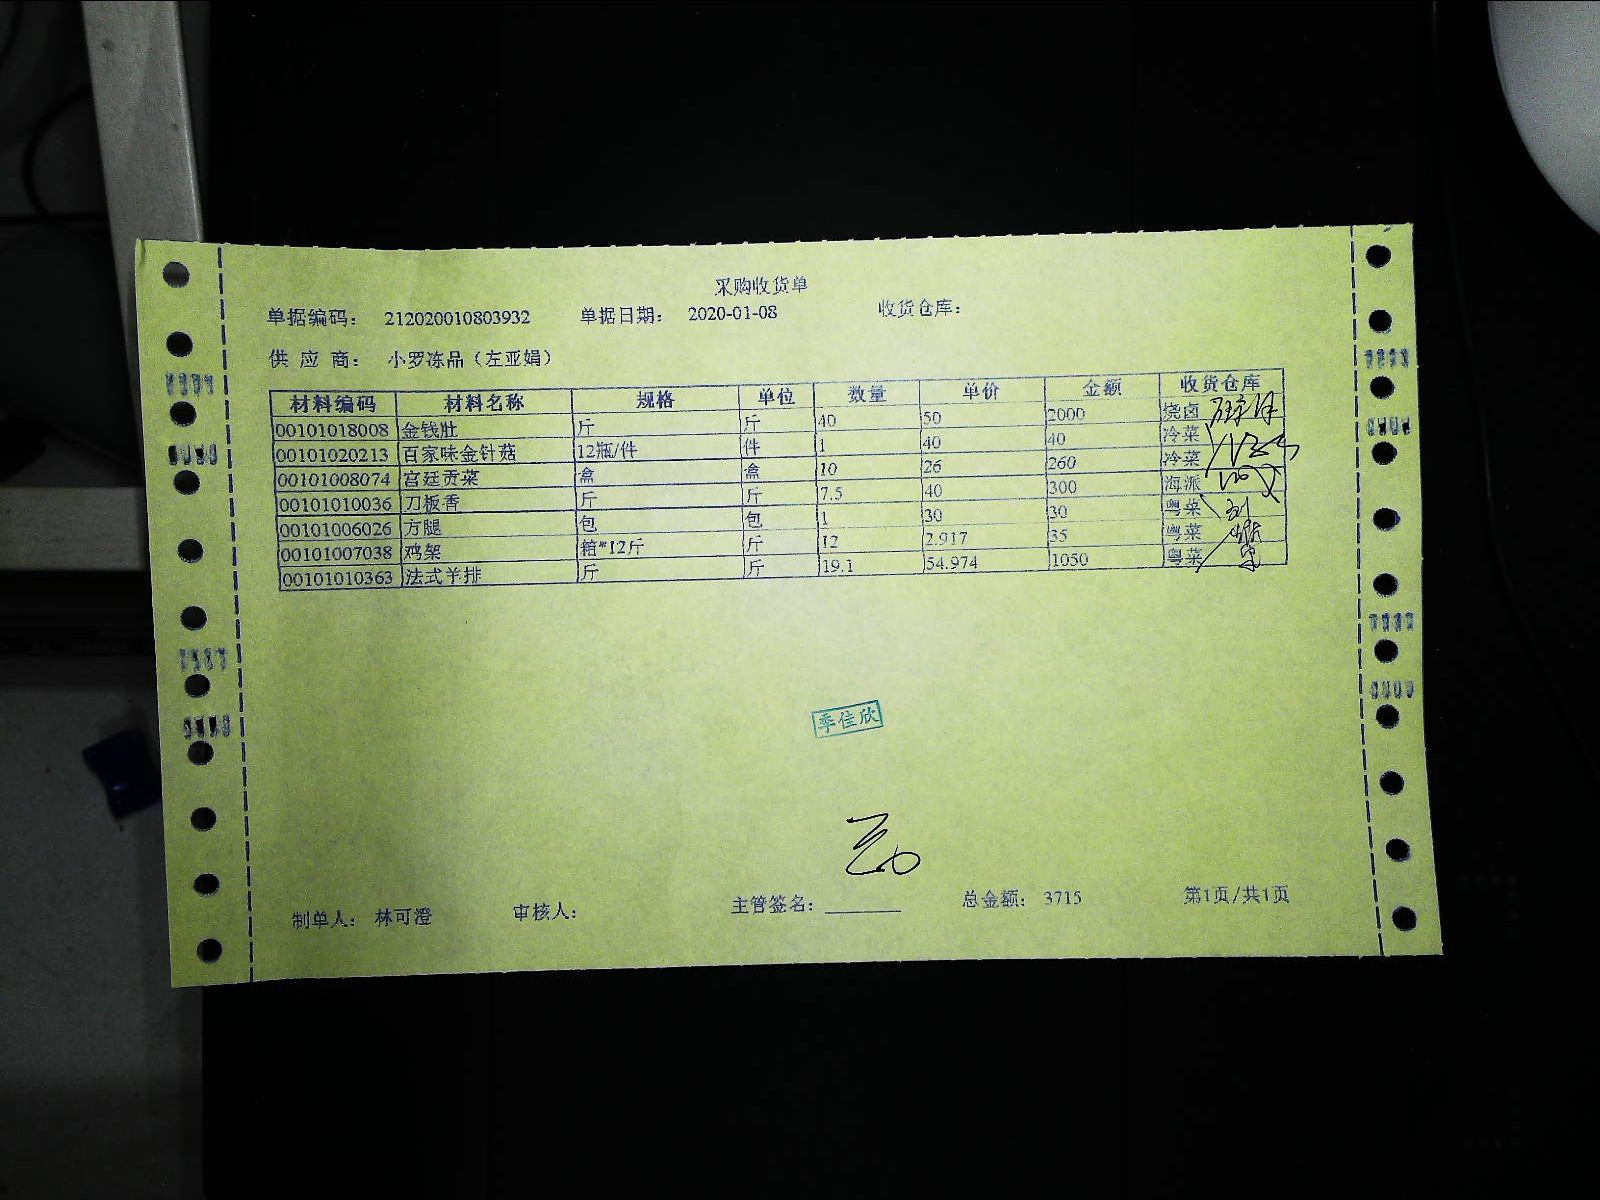 采购收货单
单据编码： 212020010803932 单据日期： 2020-01-08 收货仓库：
供 应 商： 小罗冻品（左亚娟）
材料编码 材料名称 规格 单位 数量 单价 金额 收货仓库
00101018008 金钱肚 斤 斤 40 50 2000 烧卤
00101020213 百家味金针菇 12瓶/件 件 1 40 40 冷菜
00101008074 宫廷贡菜 盒 盒 10 26 260 冷菜
00101010036 刀板香 斤 斤 7.5 40 300 海派
00101006026 方腿 包 包 1 30 30 粤菜
00101007038 鸡架 箱*12斤 斤 12 2.917 35 粤菜
00101010363 法式羊排 斤 斤 19.1 54.974 1050 粤菜
季佳欣
制单人： 林可澄 审核人： 主管签名： 总金额： 3715 第1页/共1页